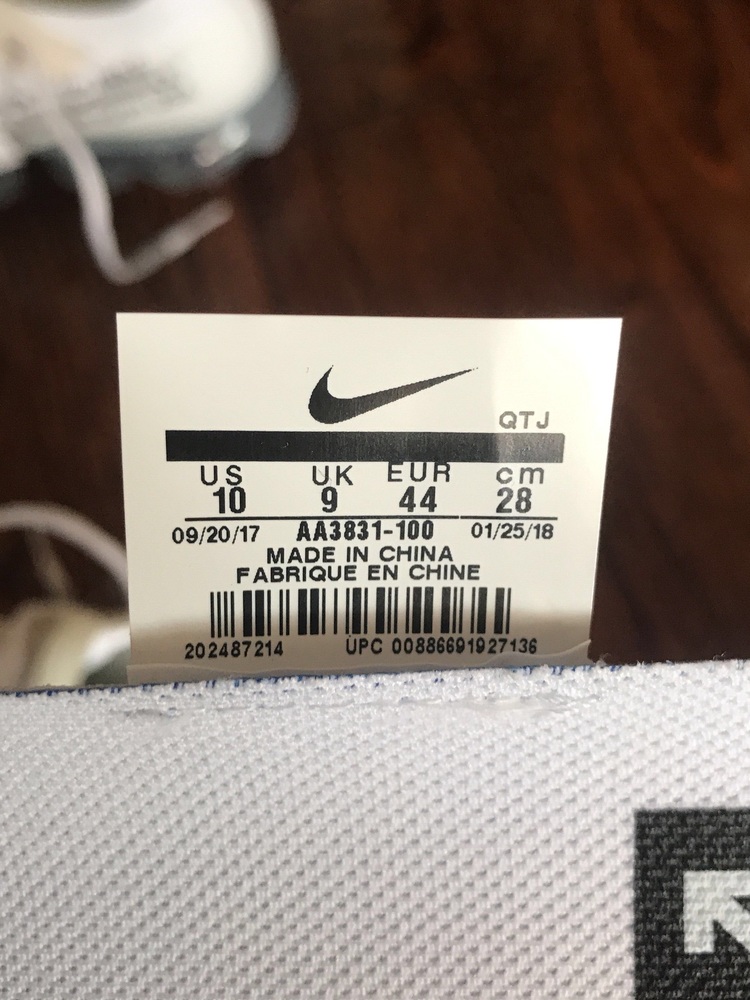 QTJ
US UK EUR cm
10 9 44 28
09/20/17 AA3831-100 01/25/18
MADE IN CHINA
FABRIQUE EN CHINE
202487214 UPC 00886691927136